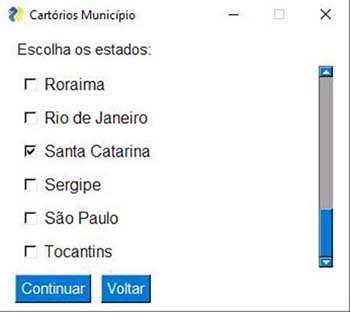 Cartórios Município
Escolha os estados:
Roraima
Rio de Janeiro
Santa Catarina
Sergipe
São Paulo
Tocantins
Continuar Voltar